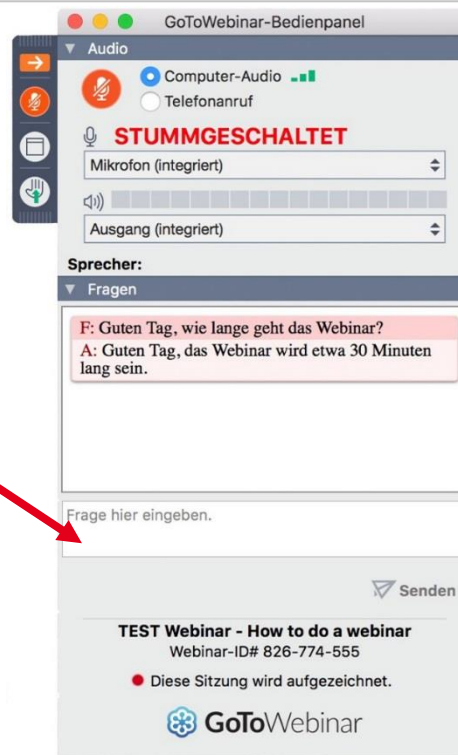 GoToWebinar-Bedienpanel
Audio
Computer-Audio
Telefonanruf
STUMMGESCHALTET
Mikrofon (integriert)
Ausgang (integriert)
Sprecher:
Fragen
F: Guten Tag, wie lange geht das Webinar?
A: Guten Tag, das Webinar wird etwa 30 Minuten
lang sein.
Frage hier eingeben.
Senden
TEST Webinar - How to do a webinar
Webinar-ID# 826-774-555
Diese Sitzung wird aufgezeichnet.
GoToWebinar